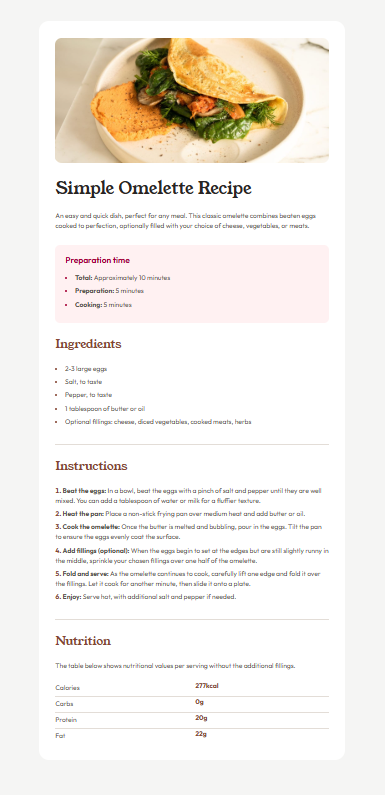 Simple Omelette Recipe
An easy and quick dish, perfect for any meal. This classic omelette combines beaten eggs
cooked to perfection, optionally filled with your choice of cheese, vegetables, or meats.
Preparation time
• Total: Approximately 10 minutes
• Preparation: 5 minutes
• Cooking: 5 minutes
Ingredients
• 2-3 large eggs
• Salt, to taste
• Pepper, to taste
• 1 tablespoon of butter or oil
• Optional fillings: cheese, diced vegetables, cooked meats, herbs
Instructions
1. Beat the eggs: In a bowl, beat the eggs with a pinch of salt and pepper until they are well
mixed. You can add a tablespoon of water or milk for a fluffier texture.
2. Heat the pan: Place a non-stick frying pan over medium heat and add butter or oil.
3. Cook the omelette: Once the butter is melted and bubbling, pour in the eggs. Tilt the pan
to ensure the eggs evenly coat the surface.
4. Add fillings (optional): When the eggs begin to set at the edges but are still slightly runny in
the middle, sprinkle your chosen fillings over one half of the omelette.
5. Fold and serve: As the omelette continues to cook, carefully lift one edge and fold it over
the fillings. Let it cook for another minute, then slide it onto a plate.
6. Enjoy: Serve hot, with additional salt and pepper if needed.
Nutrition
The table below shows nutritional values per serving without the additional fillings.
Calories 277kcal
Carbs 0g
Protein 20g
Fat 22g